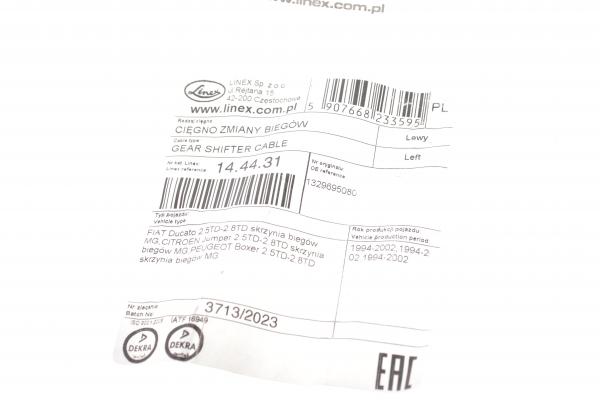 www.linex.com.pl
Linex
LINEX Sp. z o.o.
J. Rejtana 15
42-200 Częstochowa
www.linex.com.pl
5 907668 233595
PL
Rodzaj cięgna
CIĘGNO ZMIANY BIEGÓW
Lewy
Cable type
GEAR SHIFTER CABLE
Left
Nr kat. Linex
Linex reference
14.44.31
Nr oryginału
OE reference
1329695080
Typ pojazdu
Vehicle type
Rok produkcji pojazdu
Vehicle production period
FIAT Ducato 2.5TD-2.8TD skrzynia biegów
MG,CITROEN Jumper 2.5TD-2.8TD skrzynia
biegów MG,PEUGEOT Boxer 2.5TD-2.8TD
skrzynia biegów MG
1994-2002,1994-2
02,1994-2002
Nr zlecenia
Batch No
3713/2023
IATF 16949
DEKRA
DEKRA
EAC